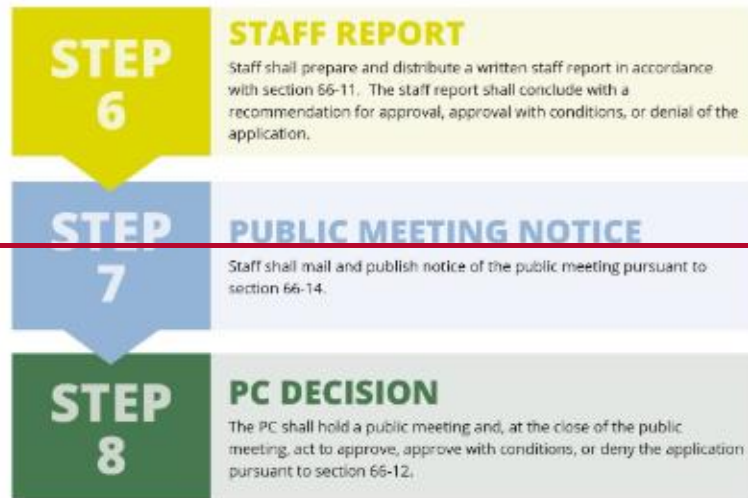 STEP
6
STAFF REPORT
Staff shall prepare and distribute a written staff report in accordance
with section 66-11. The staff report shall conclude with a
recommendation for approval, approval with conditions, or denial of the
application.
STEP
7
PUBLIC MEETING NOTICE
Staff shall mail and publish notice of the public meeting pursuant to
section 66-14.
STEP
8
PC DECISION
The PC shall hold a public meeting and, at the close of the public
meeting, act to approve, approve with conditions, or deny the application
pursuant to section 66-12.